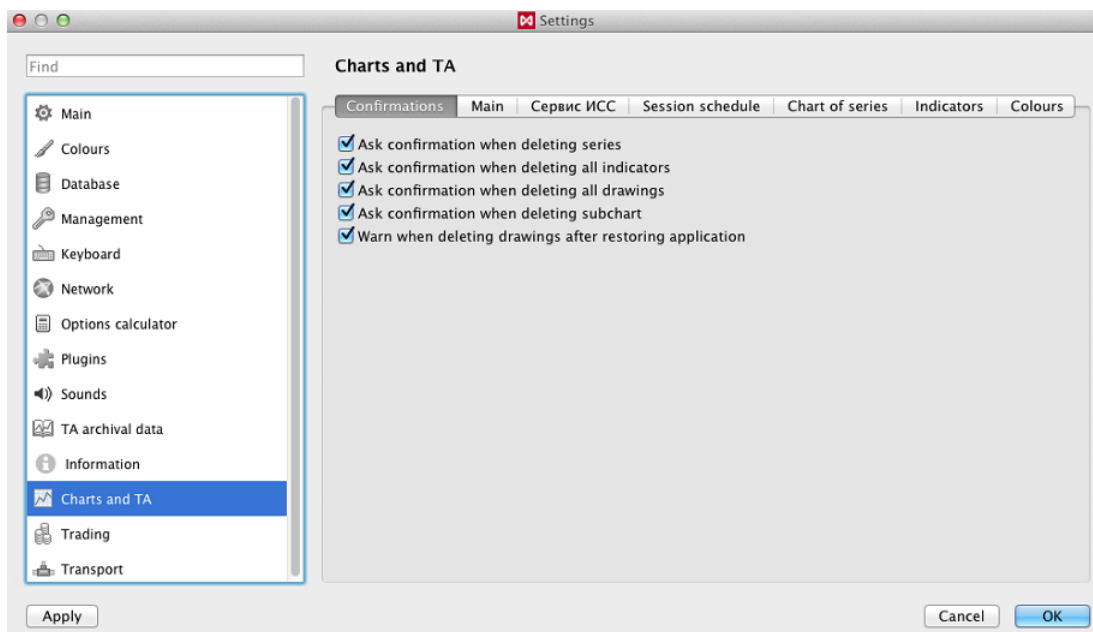 Settings
Find
Main
Colours
Database
Management
Keyboard
Network
Options calculator
Plugins
Sounds
TA archival data
Information
Charts and TA
Trading
Transport
Charts and TA
Confirmations Main Сервис ИСС Session schedule Chart of series Indicators Colours
Ask confirmation when deleting series
Ask confirmation when deleting all indicators
Ask confirmation when deleting all drawings
Ask confirmation when deleting subchart
Warn when deleting drawings after restoring application
Apply Cancel OK